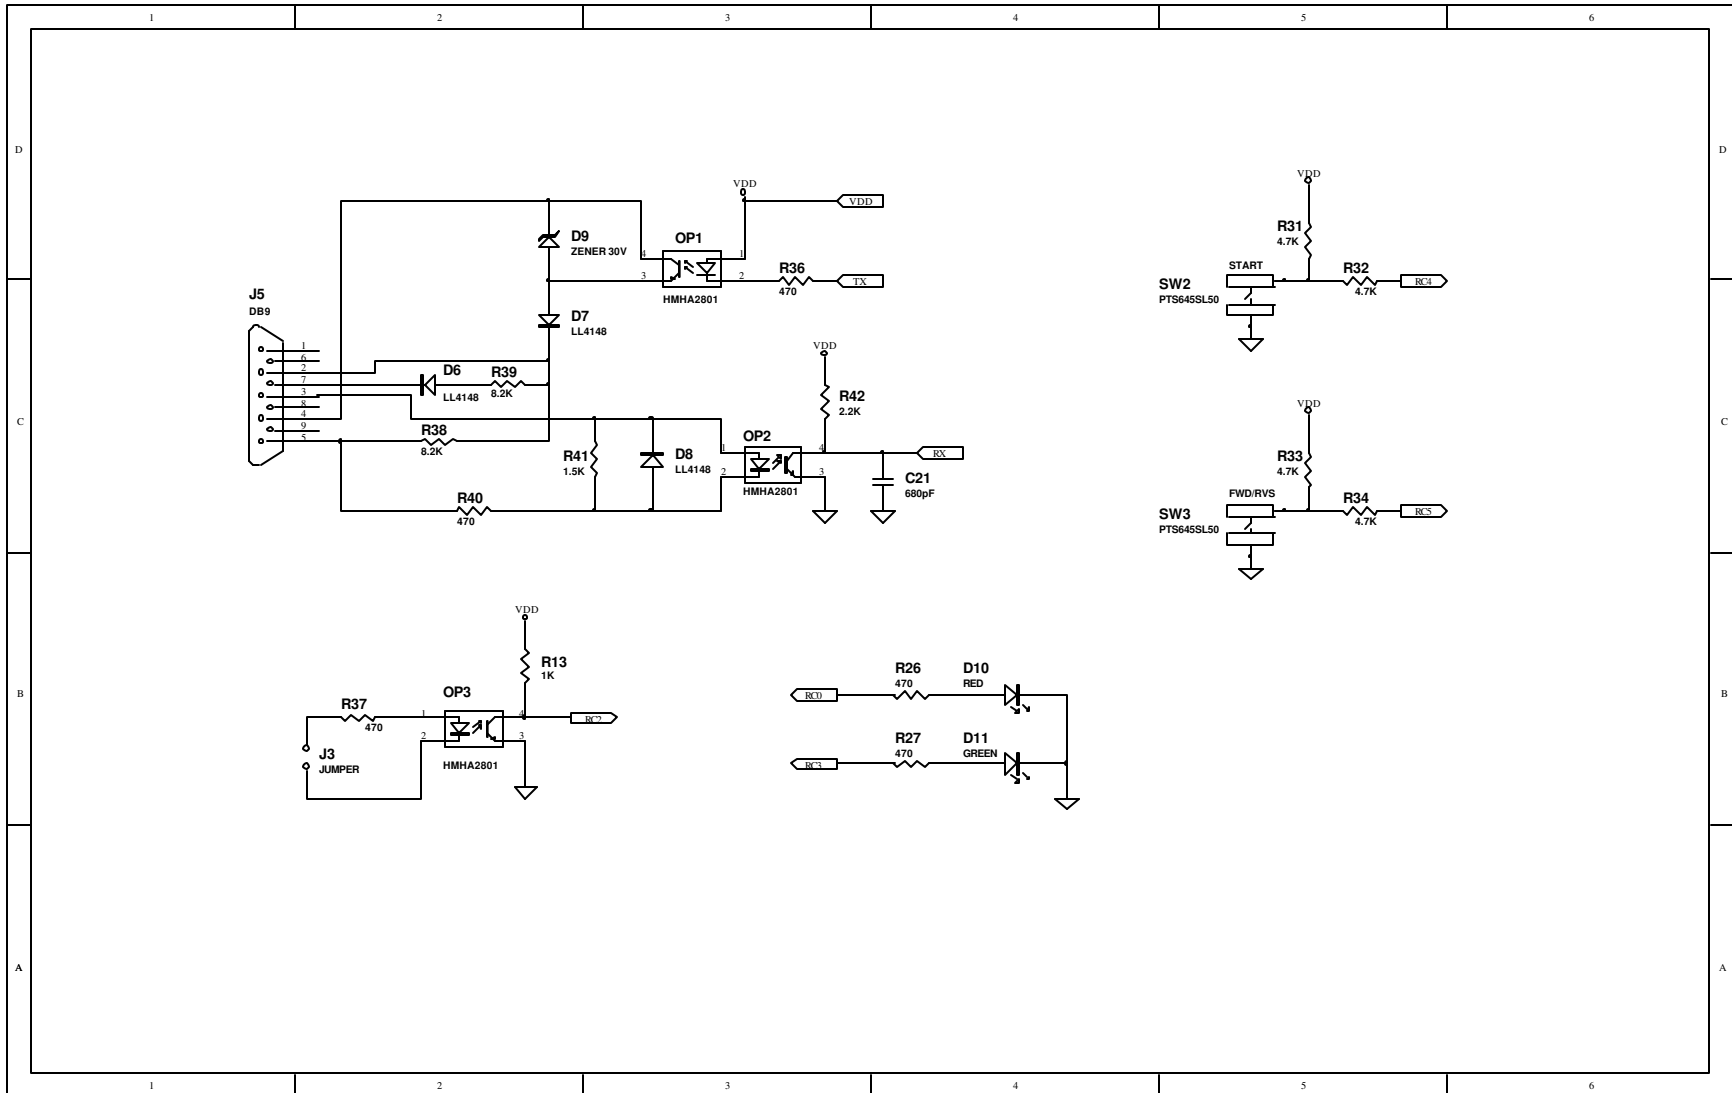 1 2 3 4 5 6
D D
VDD
VDD
VDD
D9
ZENER 30V
OP1
4 1
3 2
HMHA2801
R36
470
TX
D7
LL4148
VDD
R31
4.7K
START
SW2
PTS645SL50
R32
4.7K
RC4
J5
DB9
1
6
2
7
3
8
4
9
5
D6
LL4148
R39
8.2K
R38
8.2K
R40
470
R41
1.5K
D8
LL4148
VDD
R42
2.2K
OP2
1 4
2 3
HMHA2801
RX
C21
680pF
C C
VDD
R33
4.7K
FWD/RVS
SW3
PTS645SL50
R34
4.7K
RC5
VDD
R13
1K
OP3
R37
470
1 4
2 3
HMHA2801
RC2
J3
JUMPER
B B
R26
470
D10
RED
RC0
R27
470
D11
GREEN
RC3
A A
1 2 3 4 5 6